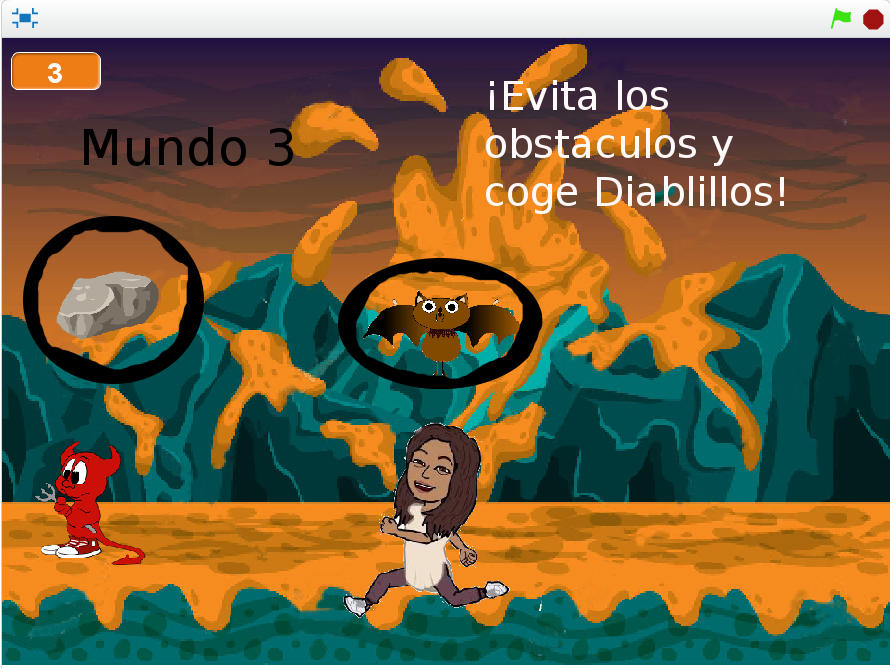 3
Mundo 3
¡Evita los
obstaculos y
coge Diablillos!